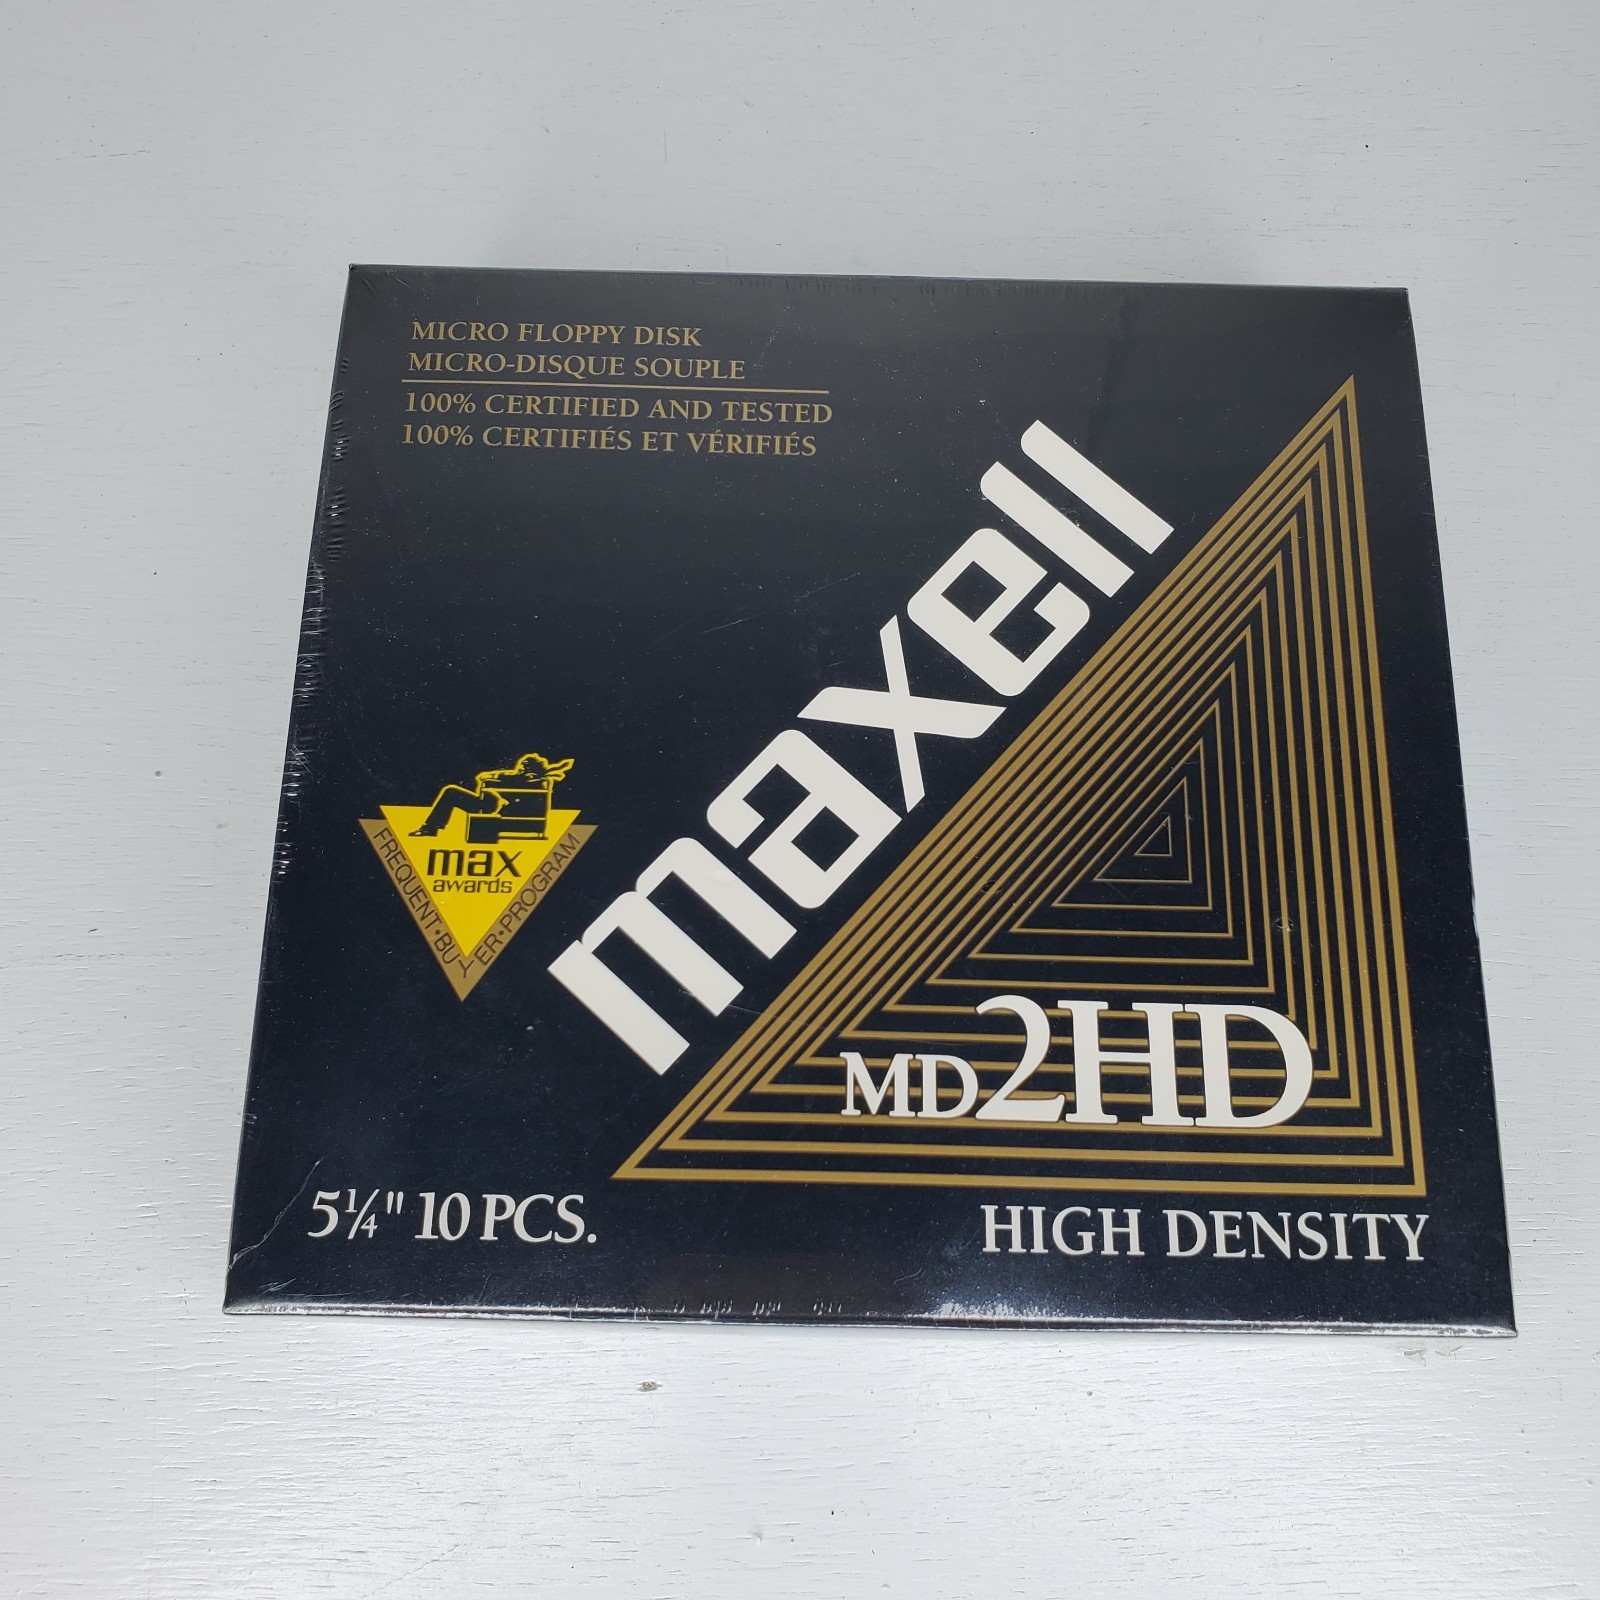 MICRO FLOPPY DISK
MICRO-DISQUE SOUPLE
100% CERTIFIED AND TESTED
100% CERTIFIÉS ET VÉRIFIÉS
maxell
max
awards
FREQUENT•BUYER•PROGRAM
MD2HD
5¼" 10 PCS.
HIGH DENSITY